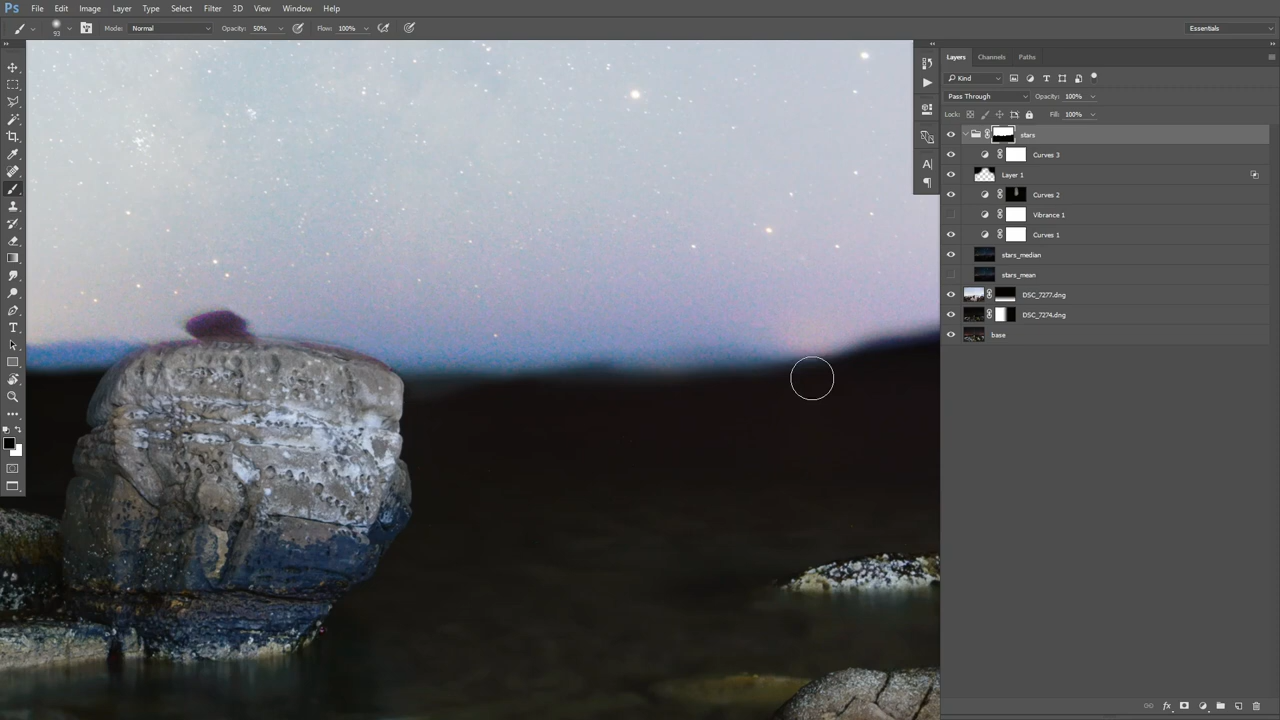 Ps File Edit Image Layer Type Select Filter 3D View Window Help
93 Mode: Normal Opacity: 50% Flow: 100% Essentials
Layers Channels Paths
Kind T
Pass Through Opacity: 100%
Lock: Fill: 100%
stars
Curves 3
Layer 1
Curves 2
Vibrance 1
Curves 1
stars_median
stars_mean
DSC_7277.dng
DSC_7274.dng
base
A
T
fx